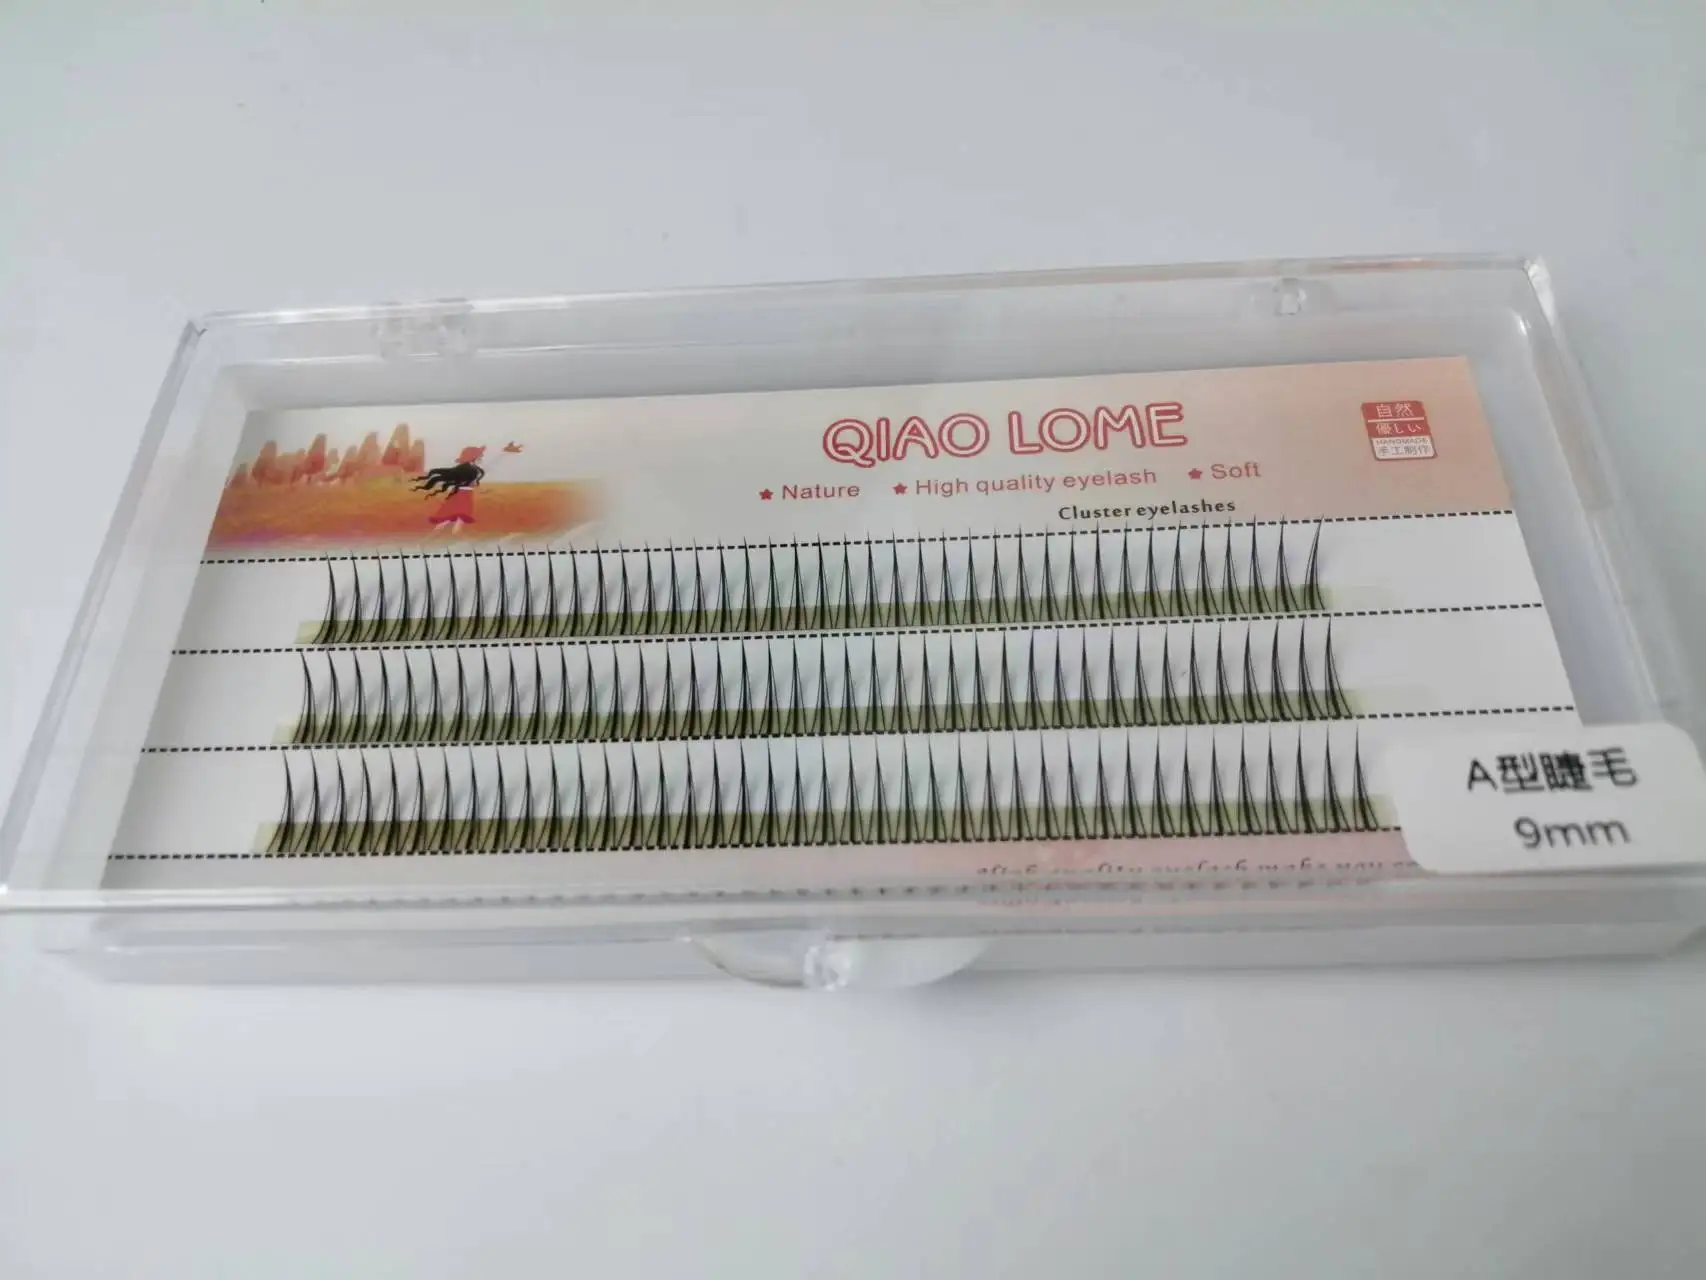 QIAO LOME
★ Nature ★ High quality eyelash ★ Soft
Cluster eyelashes
自然
優しい
HANDMADE
手工制作
A型睫毛
9mm